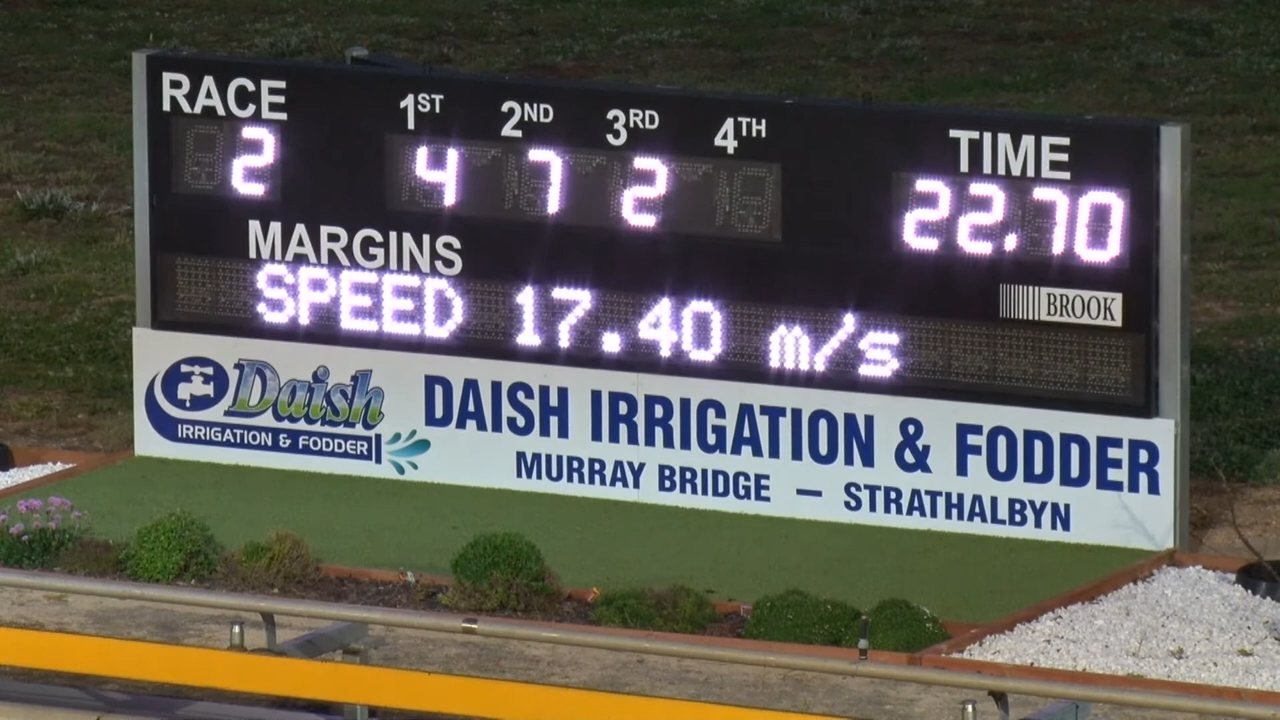 RACE 1ST 2ND 3RD 4TH TIME
2 4 7 2 22.70
MARGINS
SPEED 17.40 m/s
BROOK
Daish
IRRIGATION & FODDER
DAISH IRRIGATION & FODDER
MURRAY BRIDGE – STRATHALBYN